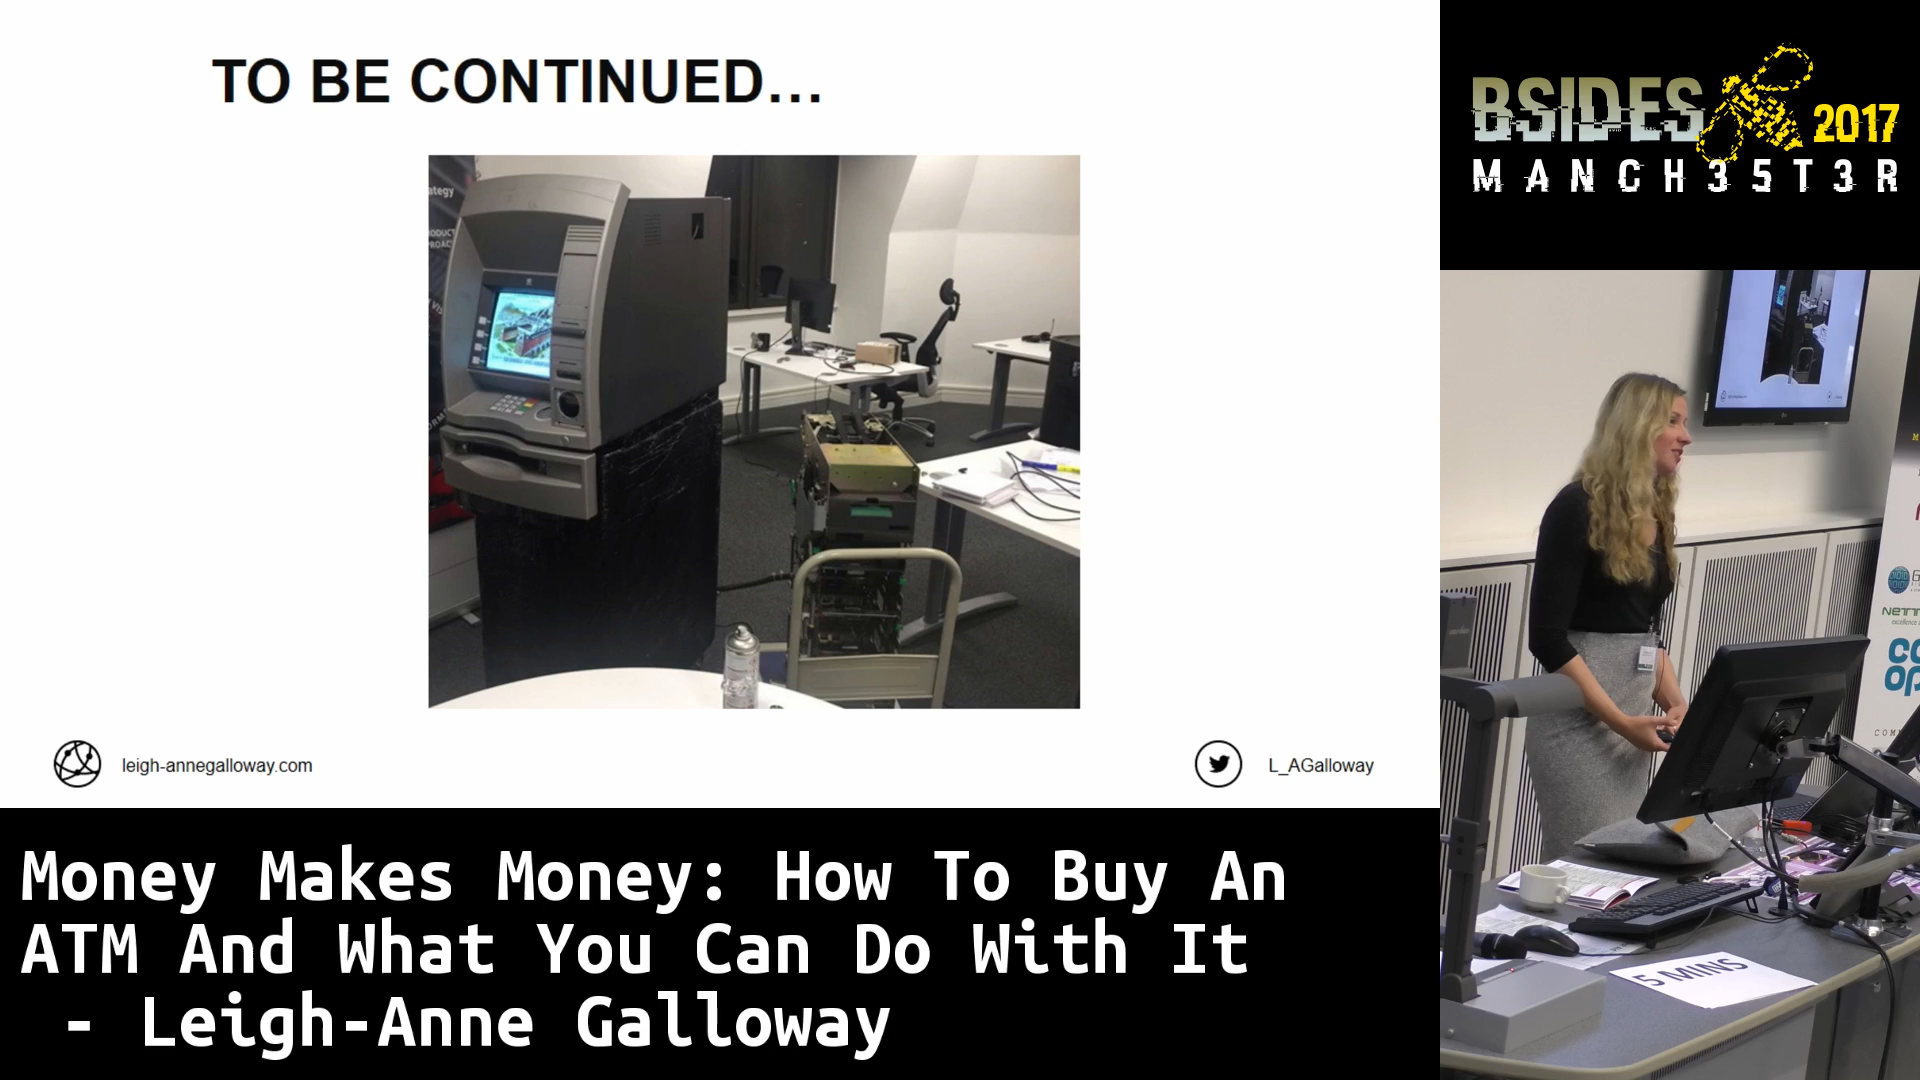 TO BE CONTINUED...
ategy
leigh-annegalloway.com
L_AGalloway
BSIDES 2017
MANCH35T3R
5 MINS
Money Makes Money: How To Buy An
ATM And What You Can Do With It
- Leigh-Anne Galloway